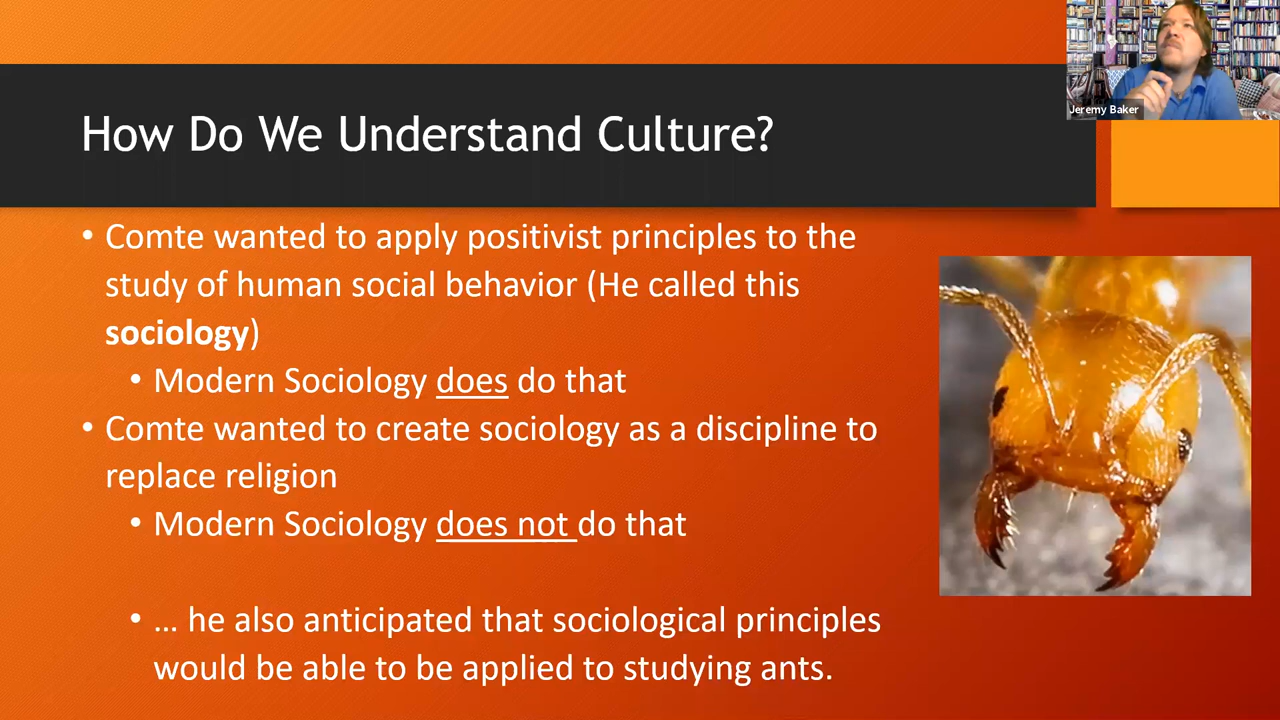 Jeremy Baker
How Do We Understand Culture?
• Comte wanted to apply positivist principles to the
study of human social behavior (He called this
sociology)
• Modern Sociology does do that
• Comte wanted to create sociology as a discipline to
replace religion
• Modern Sociology does not do that
• ... he also anticipated that sociological principles
would be able to be applied to studying ants.